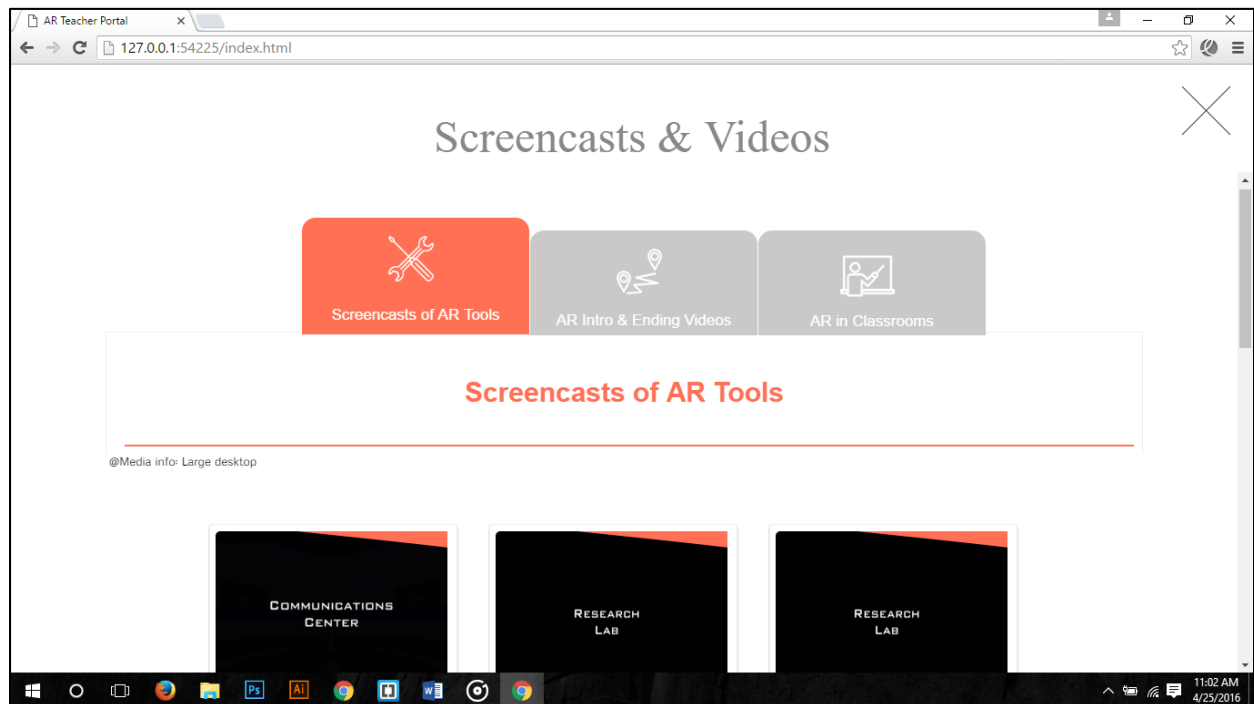 AR Teacher Portal
127.0.0.1:54225/index.html
Screencasts & Videos
Screencasts of AR Tools
AR Intro & Ending Videos
AR in Classrooms
Screencasts of AR Tools
@Media info: Large desktop
COMMUNICATIONS
CENTER
RESEARCH
LAB
RESEARCH
LAB
Ps
Ai
W
11:02 AM
4/25/2016